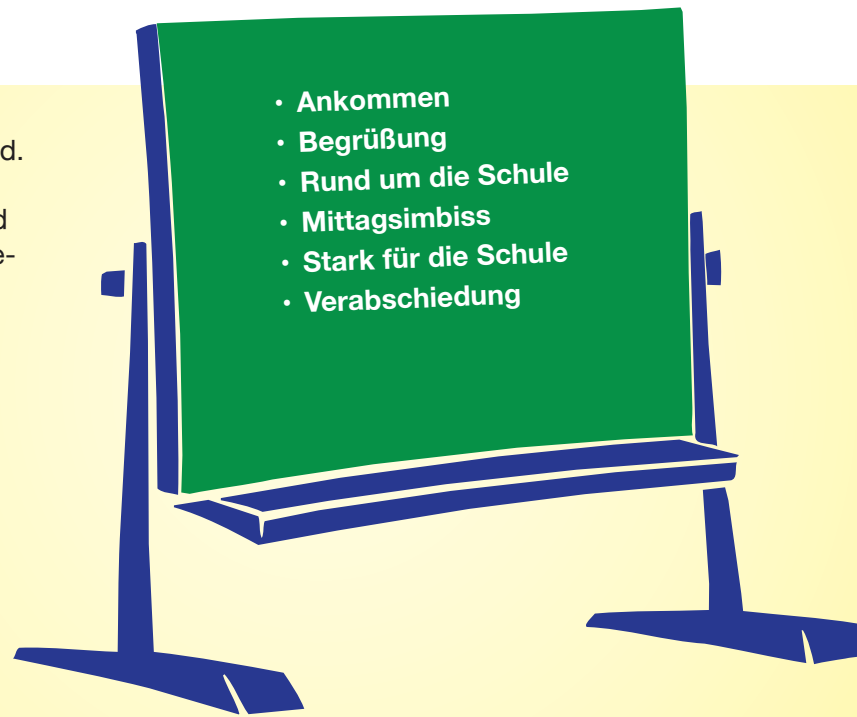 d.
d
e-
• Ankommen
• Begrüßung
• Rund um die Schule
• Mittagsimbiss
• Stark für die Schule
• Verabschiedung